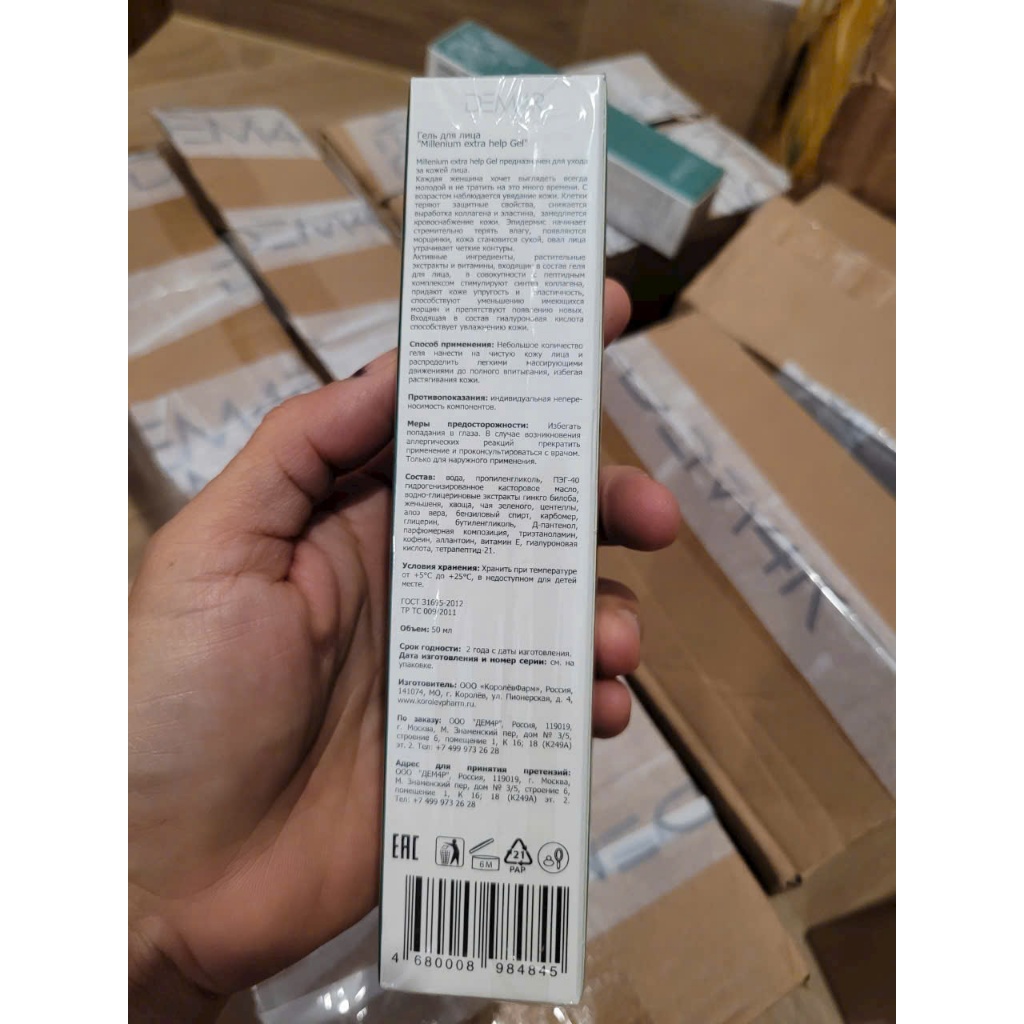 DEM4R
Гель для лица
"Millenium extra help Gel"
Millenium extra help Gel предназначен для ухода
за кожей лица.
Каждая женщина хочет выглядеть всегда
молодой и не тратить на это много времени. С
возрастом наблюдается увядание кожи. Клетки
теряют защитные свойства, снижается
выработка коллагена и эластина, замедляется
кровоснабжение кожи. Эпидермис начинает
стремительно терять влагу, появляются
морщинки, кожа становится сухой, овал лица
утрачивает четкие контуры.
Активные ингредиенты, растительные
экстракты и витамины, входящие в состав геля
для лица, в совокупности с пептидным
комплексом стимулируют синтез коллагена,
придают коже упругость и эластичность,
способствуют уменьшению имеющихся
морщин и препятствуют появлению новых.
Входящая в состав гиалуроновая кислота
способствует увлажнению кожи.
Способ применения: Небольшое количество
геля нанести на чистую кожу лица и
распределить легкими массирующими
движениями до полного впитывания, избегая
растягивания кожи.
Противопоказания: индивидуальная непере-
носимость компонентов.
Меры предосторожности: Избегать
попадания в глаза. В случае возникновения
аллергических реакций прекратить
применение и проконсультироваться с врачом.
Только для наружного применения.
Состав: вода, пропиленгликоль, ПЭГ-40
гидрогенизированное касторовое масло,
водно-глицериновые экстракты гинкго билоба,
женьшеня, хвоща, чая зеленого, центеллы,
алоэ вера, бензиловый спирт, карбомер,
глицерин, бутиленгликоль, Д-пантенол,
парфюмерная композиция, триэтаноламин,
кофеин, аллантоин, витамин Е, гиалуроновая
кислота, тетрапептид-21.
Условия хранения: Хранить при температуре
от +5°C до +25°C, в недоступном для детей
месте.
ГОСТ 31695-2012
ТР ТС 009/2011
Объем: 50 мл
Срок годности: 2 года с даты изготовления.
Дата изготовления и номер серии: см. на
упаковке.
Изготовитель: ООО «КоролёвФарм», Россия,
141074, МО, г. Королёв, ул. Пионерская, д. 4,
www.korolevpharm.ru.
По заказу: ООО "ДЕМ4Р", Россия, 119019,
г. Москва, М. Знаменский пер, дом № 3/5,
строение 6, помещение 1, К 16; 18 (К249А)
эт. 2. Тел: +7 499 973 26 28
Адрес для принятия претензий:
ООО "ДЕМ4Р", Россия, 119019, г. Москва,
М. Знаменский пер, дом № 3/5, строение 6,
помещение 1, К 16; 18 (К249А) эт. 2.
Тел: +7 499 973 26 28
EAC
6M
21
PAP
4 680008 984845